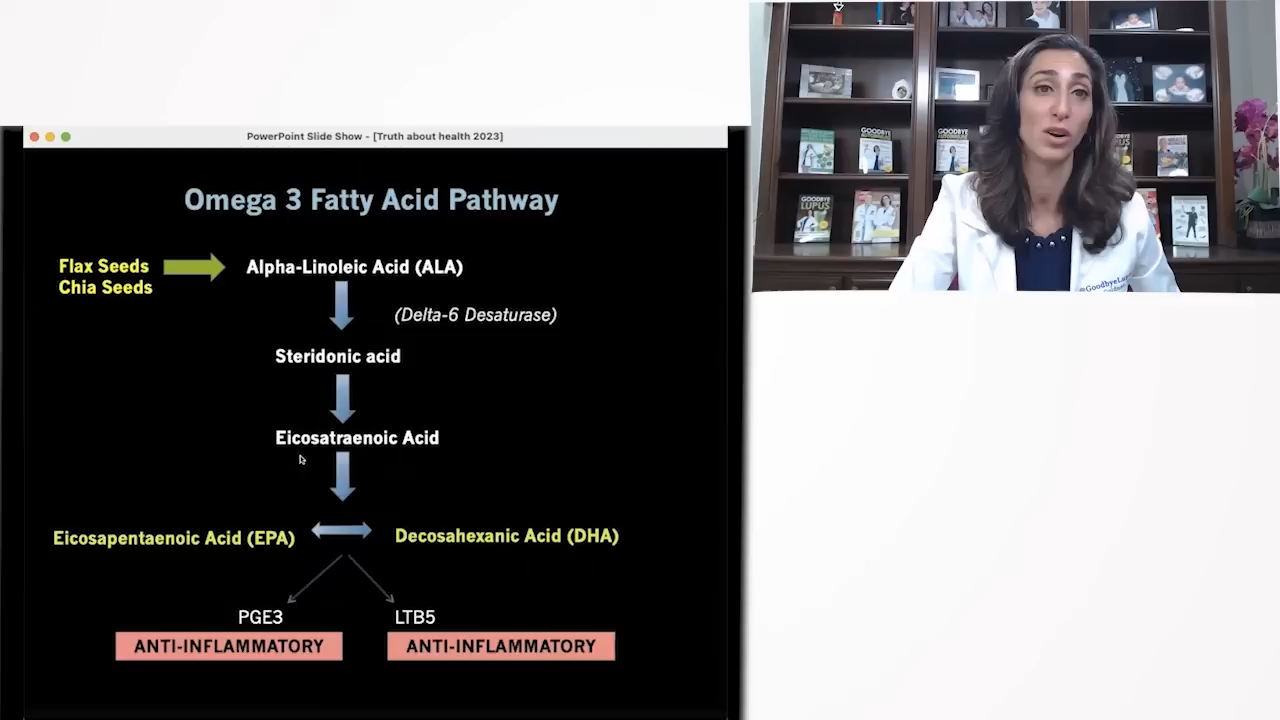 PowerPoint Slide Show - [Truth about health 2023]
Omega 3 Fatty Acid Pathway
Flax Seeds
Chia Seeds
Alpha-Linoleic Acid (ALA)
(Delta-6 Desaturase)
Steridonic acid
Eicosatraenoic Acid
Eicosapentaenoic Acid (EPA)
Decosahexanic Acid (DHA)
PGE3
LTB5
ANTI-INFLAMMATORY
ANTI-INFLAMMATORY
GOODBYE
GOODBYE
GOODBYE
LUPUS